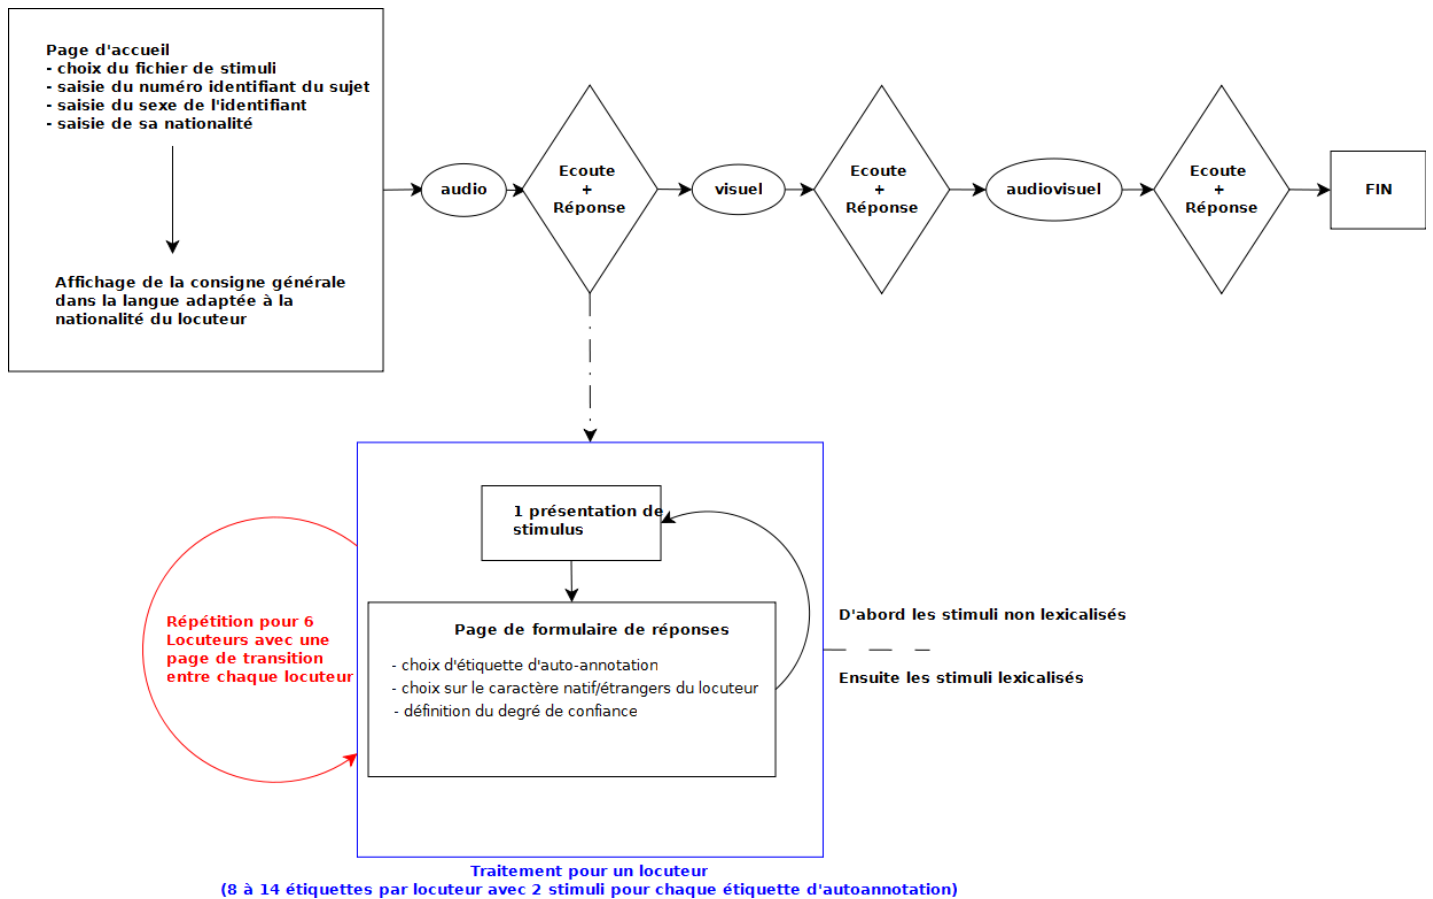 Page d'accueil
- choix du fichier de stimuli
- saisie du numéro identifiant du sujet
- saisie du sexe de l'identifiant
- saisie de sa nationalité
Affichage de la consigne générale
dans la langue adaptée à la
nationalité du locuteur
audio
Ecoute
+
Réponse
visuel
Ecoute
+
Réponse
audiovisuel
Ecoute
+
Réponse
FIN
1 présentation de
stimulus
Page de formulaire de réponses
- choix d'étiquette d'auto-annotation
- choix sur le caractère natif/étrangers du locuteur
- définition du degré de confiance
Répétition pour 6
Locuteurs avec une
page de transition
entre chaque locuteur
D'abord les stimuli non lexicalisés
Ensuite les stimuli lexicalisés
Traitement pour un locuteur
(8 à 14 étiquettes par locuteur avec 2 stimuli pour chaque étiquette d'autoannotation)